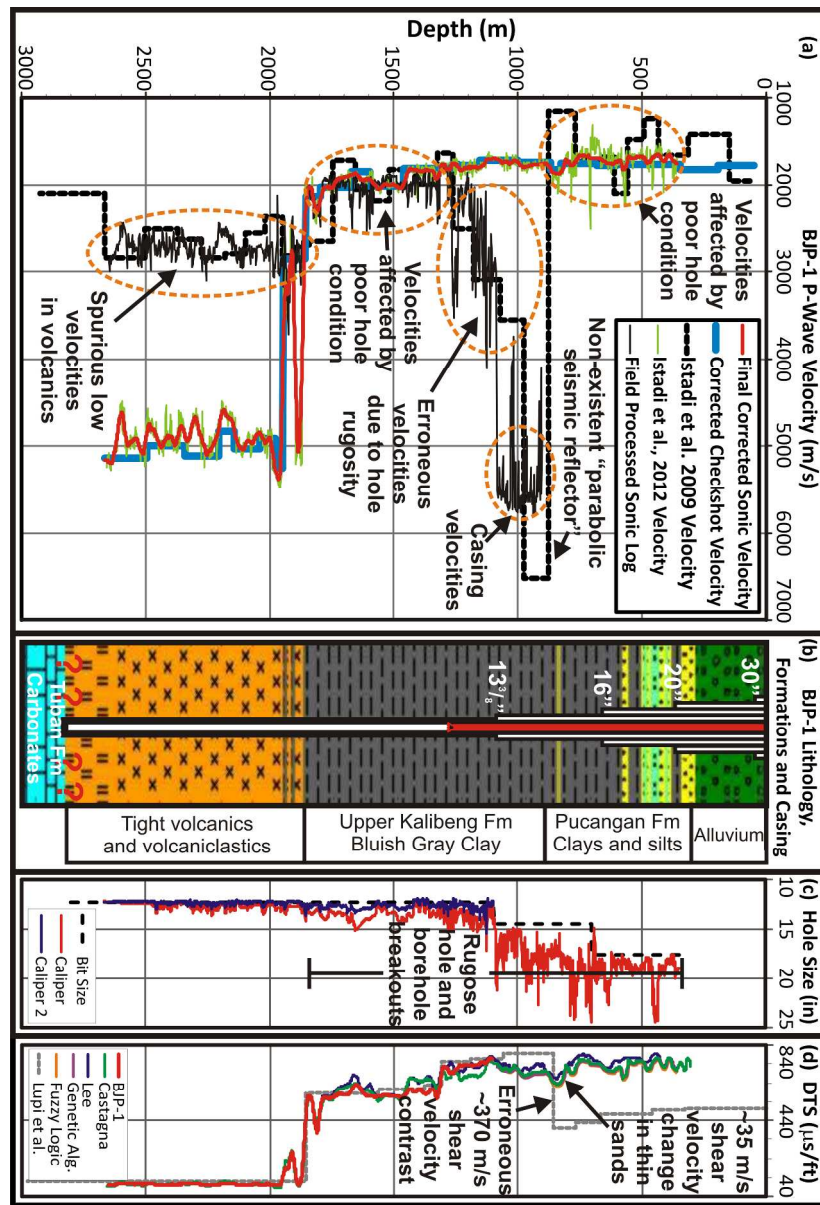 (a)
BJP-1 P-Wave Velocity (m/s)
1000
2000
3000
4000
5000
6000
7000
Depth (m)
0
500
1000
1500
2000
2500
3000
Final Corrected Sonic Velocity
Corrected Checkshot Velocity
Istadi et al. 2009 Velocity
Istadi et al., 2012 Velocity
Field Processed Sonic Log
Velocities
affected by
poor hole
condition
Non-existent "parabolic
seismic reflector"
Casing
velocities
Erroneous
velocities
due to hole
rugosity
Velocities
affected by
poor hole
condition
Spurious low
velocities
in volcanics
(b)
BJP-1 Lithology,
Formations and Casing
30"
20"
16"
13 3/8"
? ? ? ?
Tuban Fm
Carbonates
Alluvium
Pucangan Fm
Clays and silts
Upper Kalibeng Fm
Bluish Gray Clay
Tight volcanics
and volcaniclastics
(c) Hole Size (in)
10
15
20
25
Rugose
hole and
borehole
breakouts
Bit Size
Caliper
Caliper 2
(d) DTS (µs/ft)
840
440
40
~35 m/s
shear
velocity
change
in thin
sands
Erroneous
~370 m/s
shear
velocity
contrast
BJP-1
Castagna
Lee
Genetic Alg.
Fuzzy Logic
Lupi et al.